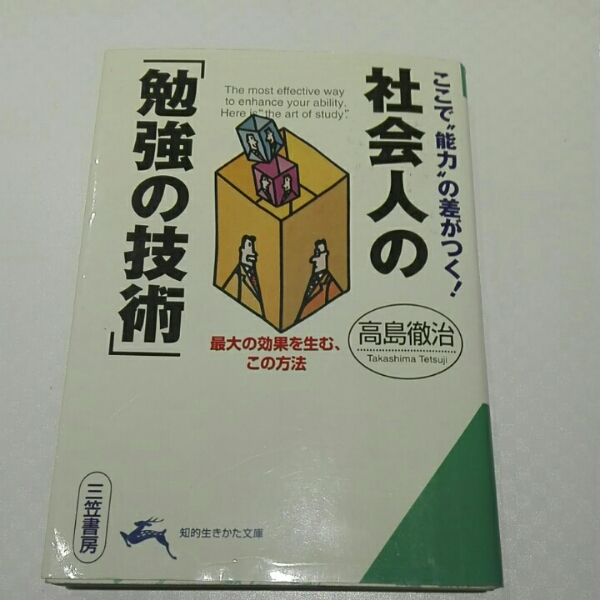 ここで“能力”の差がつく!
社会人の
「勉強の技術」
The most effective way
to enhance your ability.
Here is "the art of study".
最大の効果を生む、
この方法
高島徹治
Takashima Tetsuji
三笠書房
知的生きかた文庫